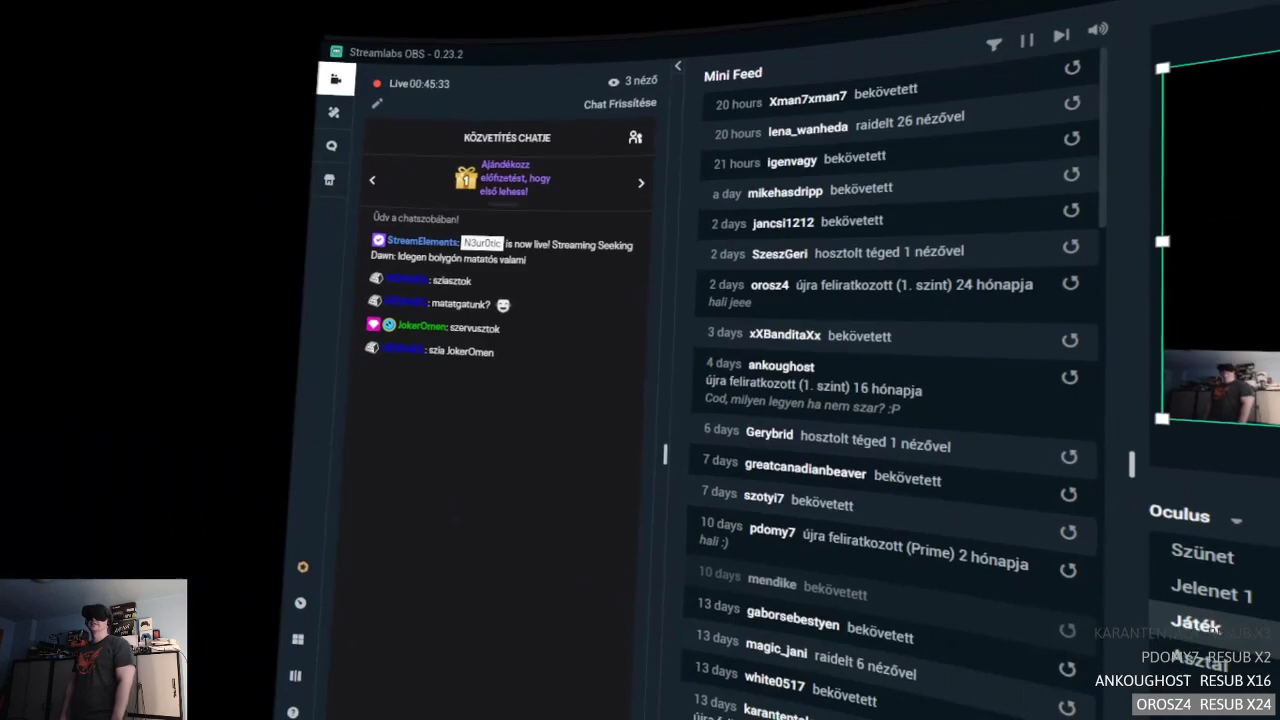 Streamlabs OBS - 0.23.2
Live 00:45:33
3 néző
Chat Frissítése
KÖZVETÍTÉS CHATJE
Ajándékozz
előfizetést, hogy
első lehess!
Üdv a chatszobában!
StreamElements: N3ur0tic is now live! Streaming Seeking
Dawn: Idegen bolygón matatós valami
: sziasztok
: matatgatunk?
JokerOmen: szervusztok
: szia JokerOmen
Mini Feed
20 hours Xman7xman7 bekövetett
20 hours lena_wanheda raidelt 26 nézővel
21 hours igenvagy bekövetett
a day mikehasdripp bekövetett
2 days jancsi1212 bekövetett
2 days SzeszGeri hosztolt téged 1 nézővel
2 days orosz4 újra feliratkozott (1. szint) 24 hónapja
hali jeee
3 days xXBanditaXx bekövetett
4 days ankoughost
újra feliratkozott (1. szint) 16 hónapja
Cod, milyen legyen ha nem szar? :P
6 days Gerybrid hosztolt téged 1 nézővel
7 days greatcanadianbeaver bekövetett
7 days szotyi7 bekövetett
10 days pdomy7 újra feliratkozott (Prime) 2 hónapja
hali :)
10 days mendike bekövetett
13 days gaborsebestyen bekövetett
13 days magic_jani raidelt 6 nézővel
13 days white0517 bekövetett
13 days
Oculus
Szünet
Jelenet 1
Játék
Asztal
RESUB
PDOMY7 RESUB X2
ANKOUGHOST RESUB X16
OROSZ4 RESUB X24